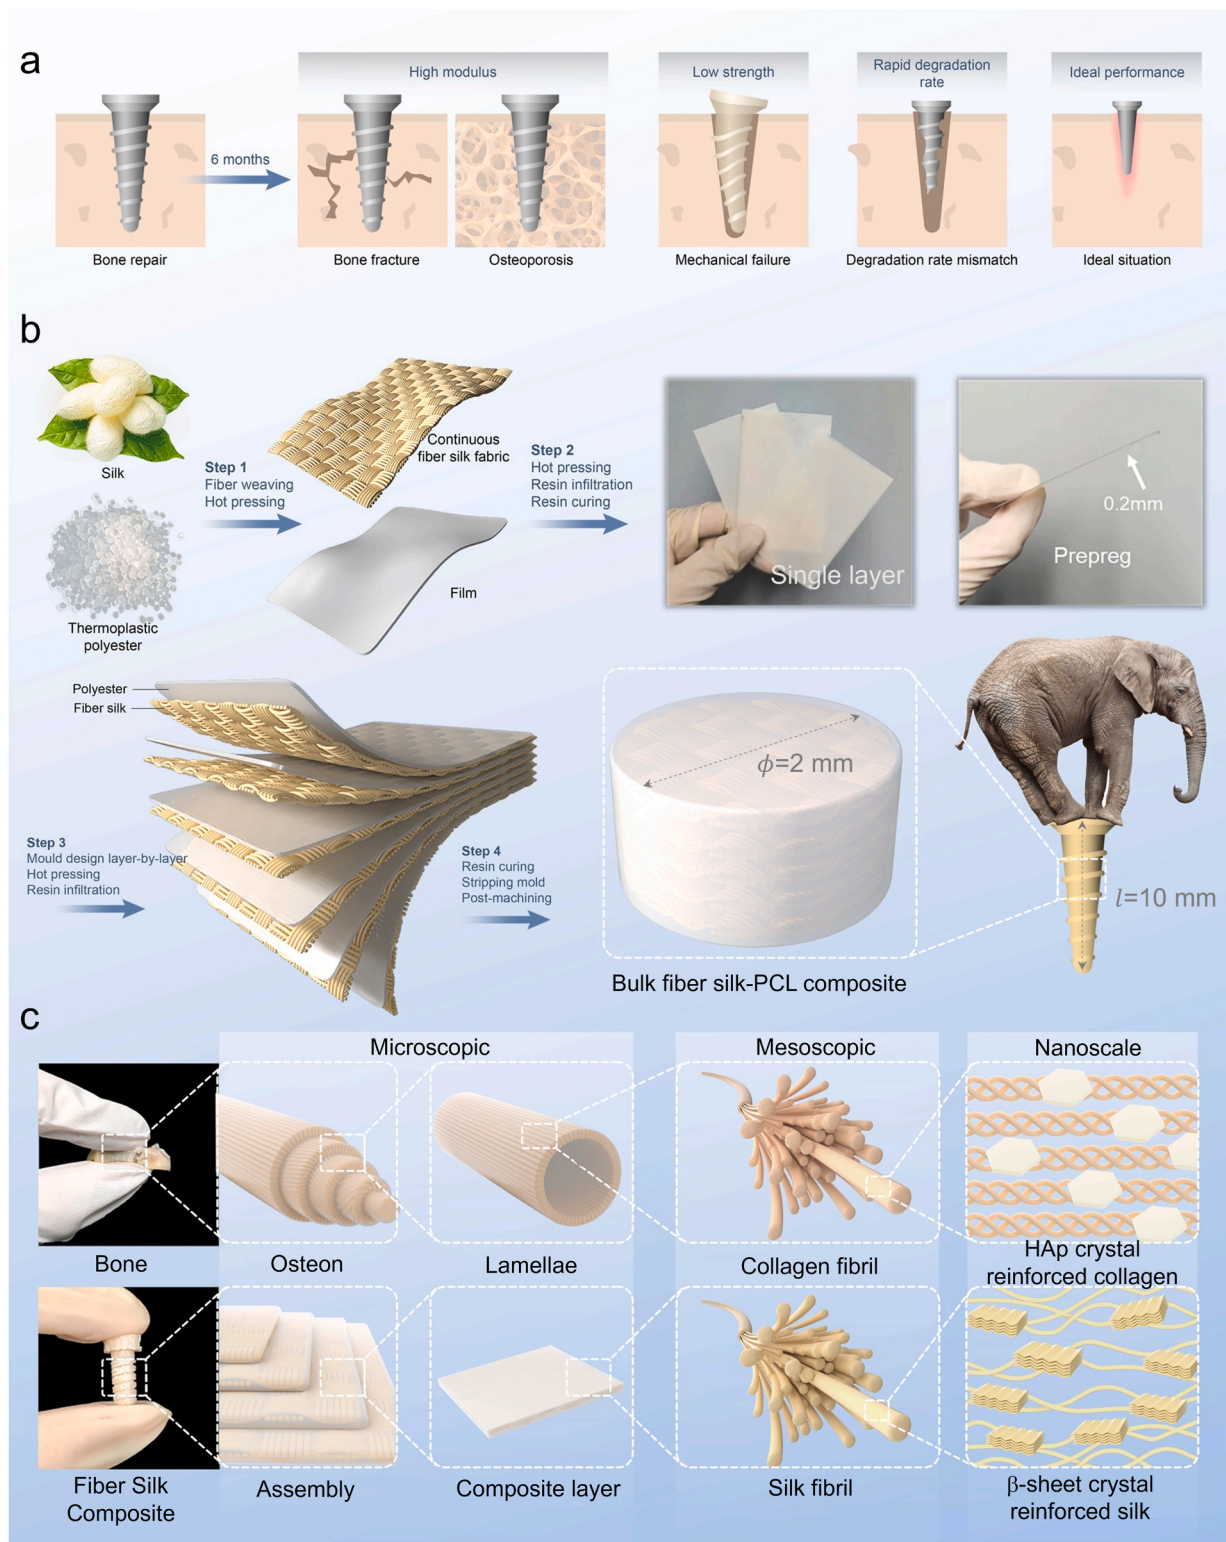 a
High modulus
Low strength
Rapid degradation
rate
Ideal performance
6 months
Bone repair
Bone fracture
Osteoporosis
Mechanical failure
Degradation rate mismatch
Ideal situation
b
Silk
Thermoplastic
polyester
Step 1
Fiber weaving
Hot pressing
Continuous
fiber silk fabric
Film
Step 2
Hot pressing
Resin infiltration
Resin curing
Single layer
0.2mm
Prepreg
Polyester
Fiber silk
Step 3
Mould design layer-by-layer
Hot pressing
Resin infiltration
Step 4
Resin curing
Stripping mold
Post-machining
ϕ=2 mm
l=10 mm
Bulk fiber silk-PCL composite
c
Microscopic
Mesoscopic
Nanoscale
Bone
Osteon
Lamellae
Collagen fibril
HAp crystal
reinforced collagen
Fiber Silk
Composite
Assembly
Composite layer
Silk fibril
β-sheet crystal
reinforced silk